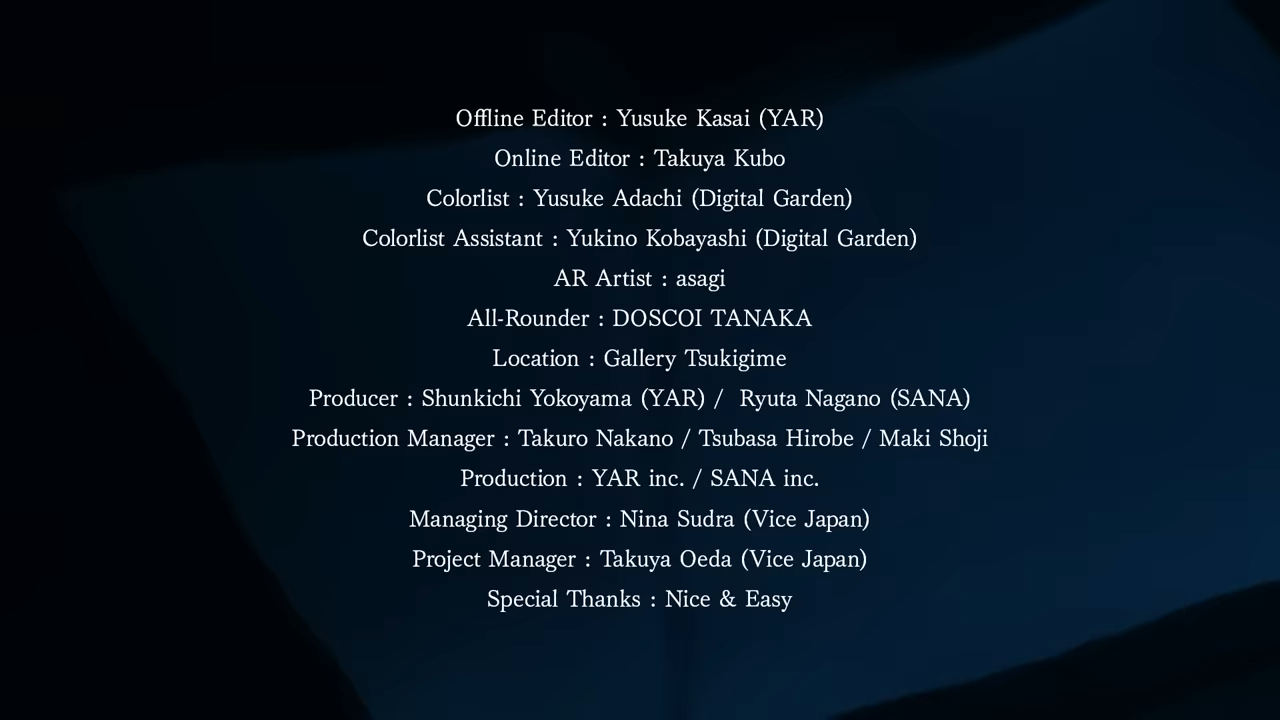 Offline Editor : Yusuke Kasai (YAR)
Online Editor : Takuya Kubo
Colorlist : Yusuke Adachi (Digital Garden)
Colorlist Assistant : Yukino Kobayashi (Digital Garden)
AR Artist : asagi
All-Rounder : DOSCOI TANAKA
Location : Gallery Tsukigime
Producer : Shunkichi Yokoyama (YAR) /  Ryuta Nagano (SANA)
Production Manager : Takuro Nakano / Tsubasa Hirobe / Maki Shoji
Production : YAR inc. / SANA inc.
Managing Director : Nina Sudra (Vice Japan)
Project Manager : Takuya Oeda (Vice Japan)
Special Thanks : Nice & Easy